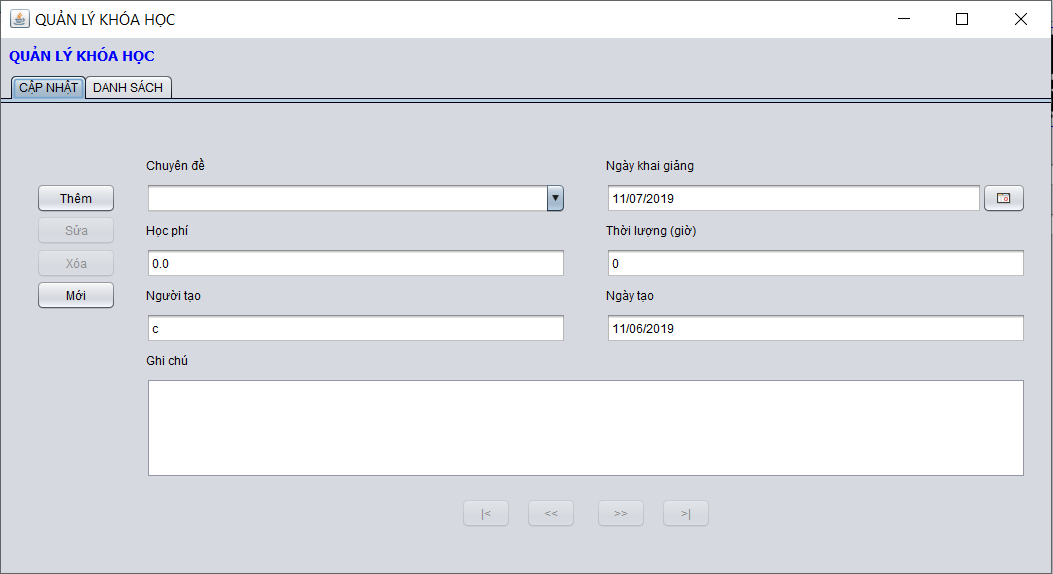 QUẢN LÝ KHÓA HỌC
QUẢN LÝ KHÓA HỌC
CẬP NHẬT DANH SÁCH
Chuyên đề Ngày khai giảng
Thêm 11/07/2019
Sửa Học phí Thời lượng (giờ)
Xóa 0.0 0
Mới Người tạo Ngày tạo
c 11/06/2019
Ghi chú
|< << >> >|